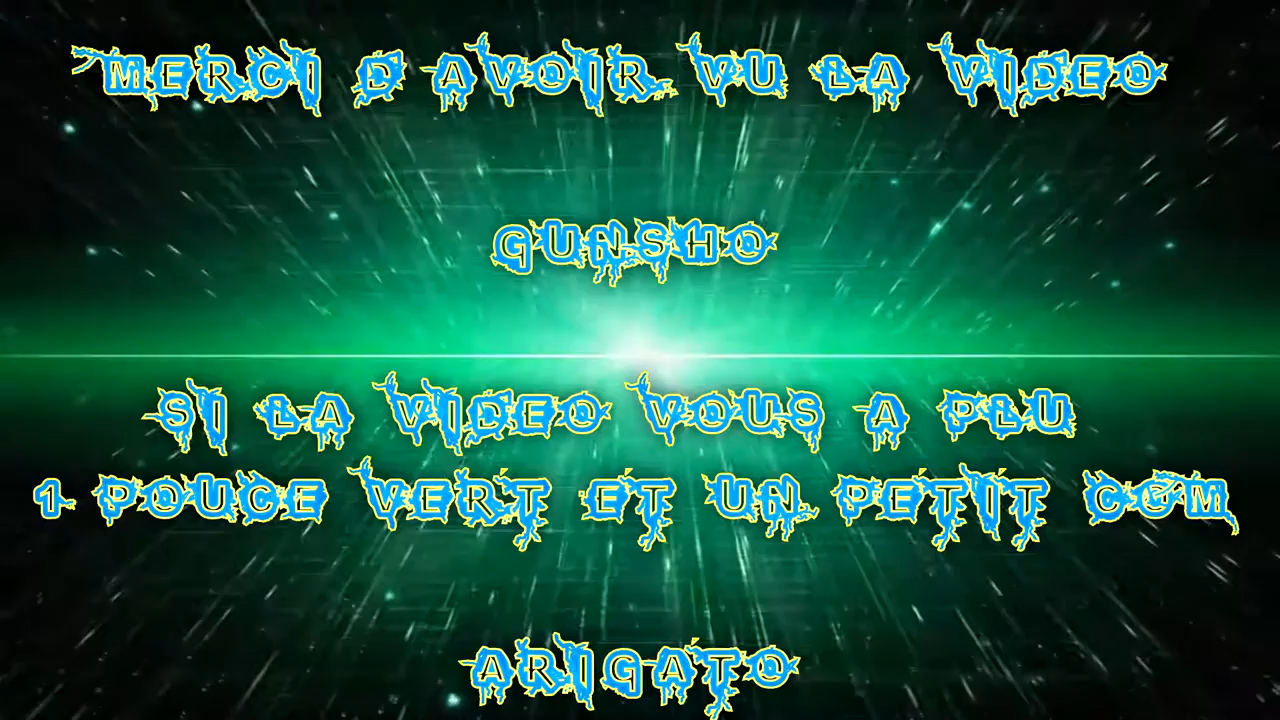 MERCI D AVOIR VU LA VIDEO
GUNSHO
SI LA VIDEO VOUS A PLU
1 POUCE VERT ET UN PETIT COM
ARIGATO